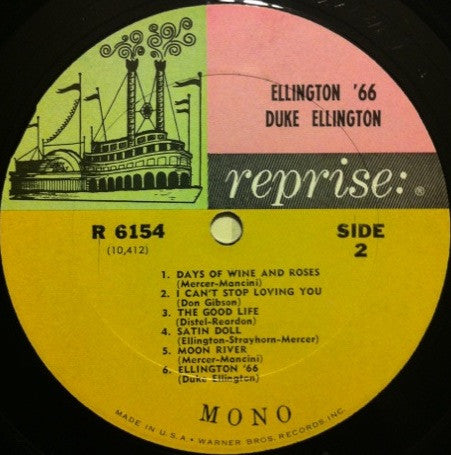 ELLINGTON '66
DUKE ELLINGTON
reprise: ®
R 6154
(10,412)
SIDE
2
1. DAYS OF WINE AND ROSES
(Mercer-Mancini)
2. I CAN'T STOP LOVING YOU
(Don Gibson)
3. THE GOOD LIFE
(Distel-Reardon)
4. SATIN DOLL
(Ellington-Strayhorn-Mercer)
5. MOON RIVER
(Mercer-Mancini)
6. ELLINGTON '66
(Duke Ellington)
MONO
MADE IN U.S.A. • WARNER BROS. RECORDS, INC.